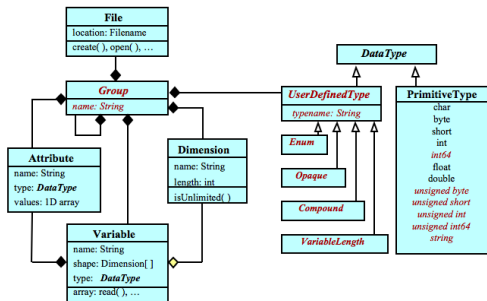 File
location: Filename
create( ), open( ), …
DataType
Group
name: String
UserDefinedType
typename: String
PrimitiveType
char
byte
short
int
int64
float
double
unsigned byte
unsigned short
unsigned int
unsigned int64
string
Enum
Opaque
Compound
VariableLength
Attribute
name: String
type: DataType
values: 1D array
Dimension
name: String
length: int
isUnlimited( )
Variable
name: String
shape: Dimension[ ]
type: DataType
array: read( ), …